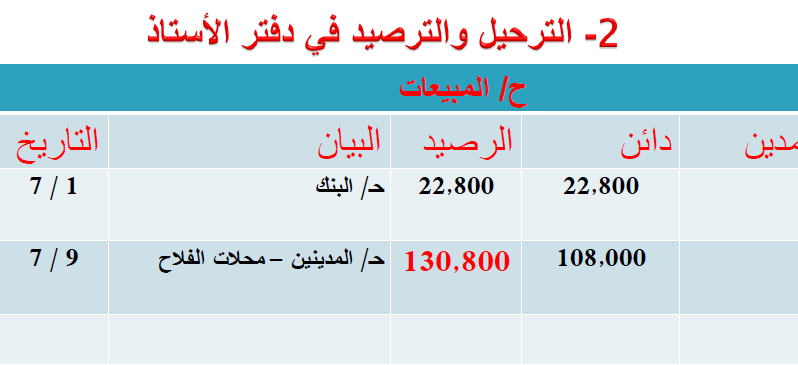 2- الترحيل والترصيد في دفتر الأستاذ
ح/ المبيعات
مدين دائن الرصيد البيان التاريخ
22,800 22,800 حـ/ البنك 1 / 7
108,000 130,800 حـ/ المدينين – محلات الفلاح 9 / 7